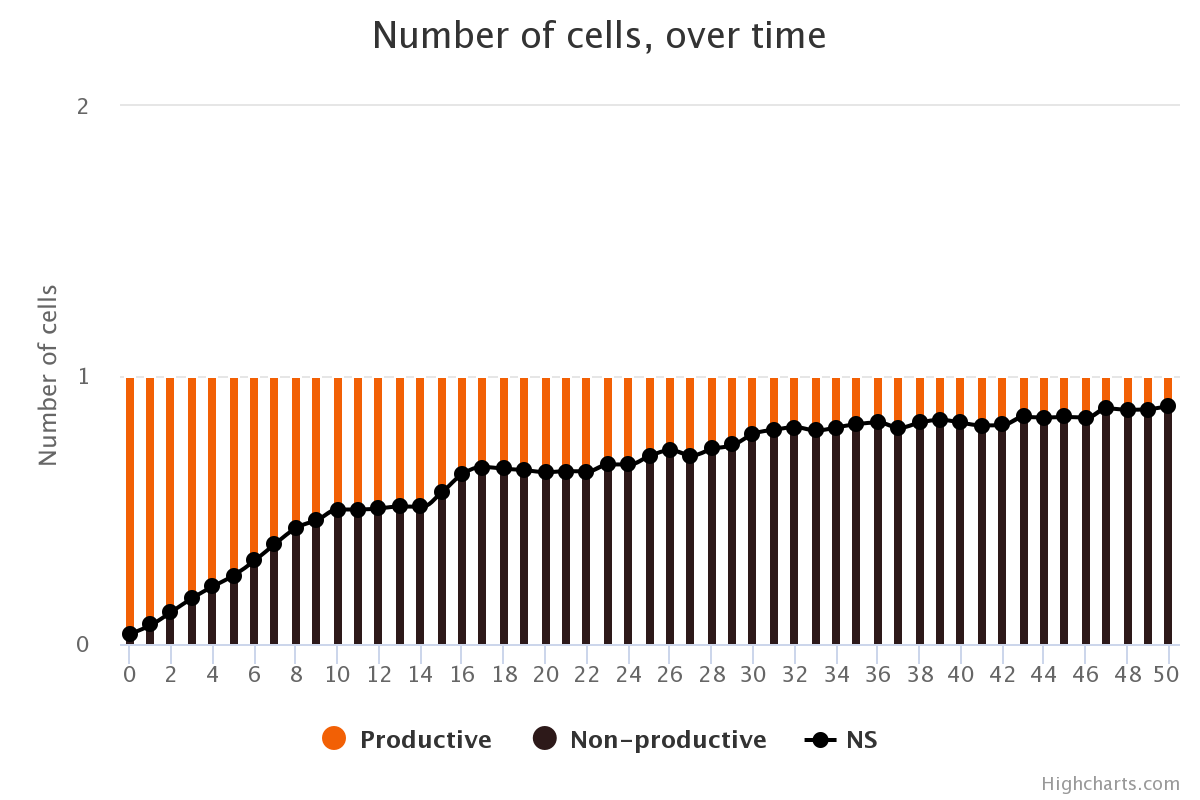 Number of cells, over time
Number of cells
2
1
0
0 2 4 6 8 10 12 14 16 18 20 22 24 26 28 30 32 34 36 38 40 42 44 46 48 50
Productive Non-productive NS
Highcharts.com